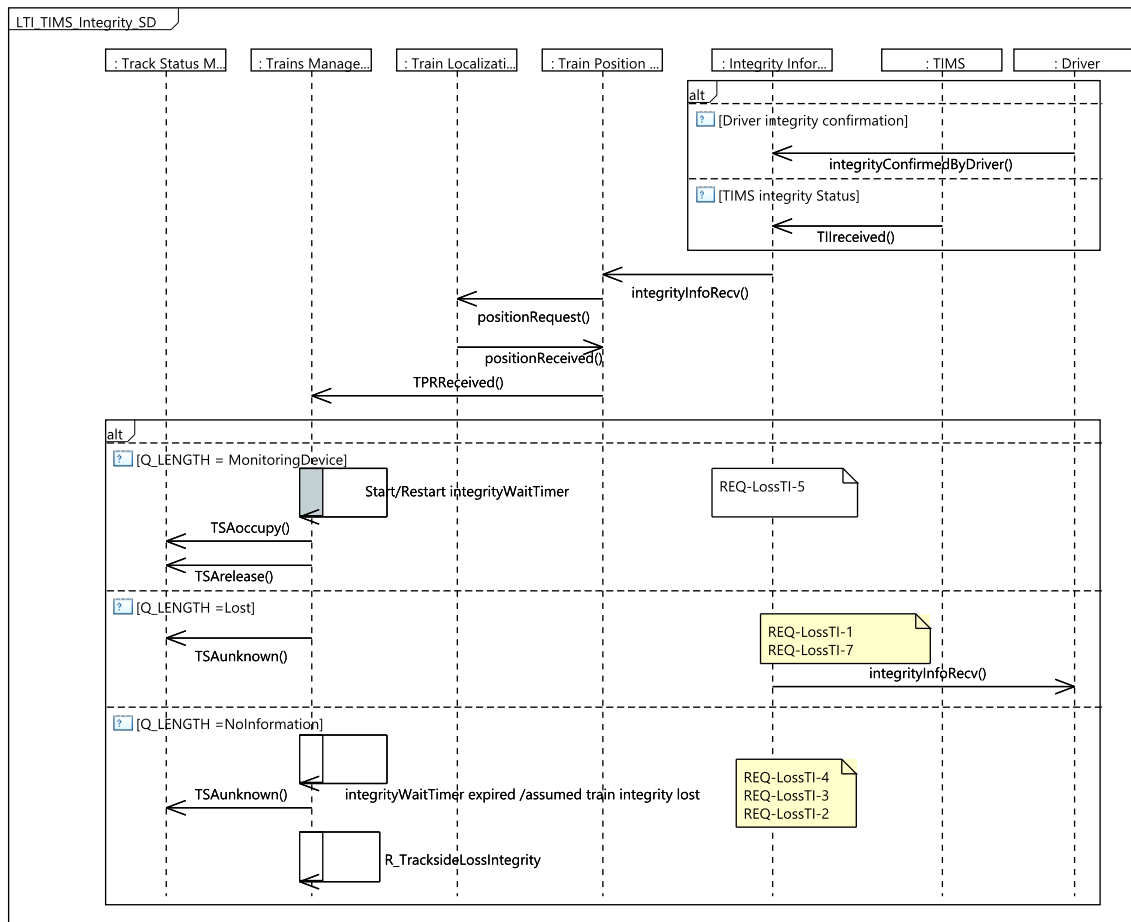 LTI_TIMS_Integrity_SD
: Track Status M...
: Trains Manage...
: Train Localizati...
: Train Position ...
: Integrity Infor...
: TIMS
: Driver
alt
[Driver integrity confirmation]
integrityConfirmedByDriver()
[TIMS integrity Status]
TIIreceived()
integrityInfoRecv()
positionRequest()
positionReceived()
TPRReceived()
alt
[Q_LENGTH = MonitoringDevice]
Start/Restart integrityWaitTimer
REQ-LossTI-5
TSAoccupy()
TSArelease()
[Q_LENGTH =Lost]
REQ-LossTI-1
REQ-LossTI-7
TSAunknown()
integrityInfoRecv()
[Q_LENGTH =NoInformation]
REQ-LossTI-4
REQ-LossTI-3
REQ-LossTI-2
TSAunknown()
integrityWaitTimer expired /assumed train integrity lost
R_TracksideLossIntegrity